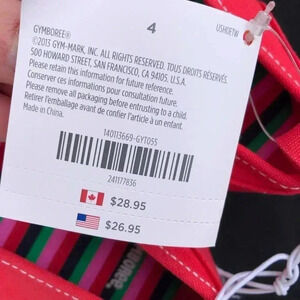 4
USHOETW
GYMBOREE®
©2013 GYM-MARK, INC. ALL RIGHTS RESERVED. TOUS DROITS RÉSERVÉS.
500 HOWARD STREET, SAN FRANCISCO, CA 94105, U.S.A.
Please retain this information for future reference.
Conserver ces informations pour consultation future.
Please remove all packaging before entrusting to a child.
Retirer l'emballage avant de confier l'article à un enfant.
Made in China.
140113669-GYT055
241177836
$28.95
$26.95